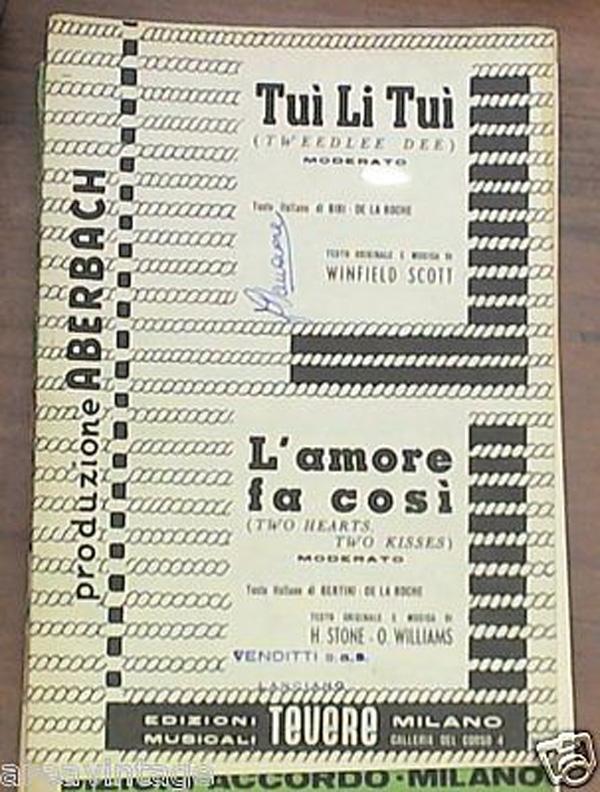 produzione ABERBACH
Tuì Li Tuì
(TWEEDLEE DEE)
MODERATO
Testo italiano di BIRI - DE LA ROCHE
TESTO ORIGINALE E MUSICA DI
WINFIELD SCOTT
L'amore
fa così
(TWO HEARTS,
TWO KISSES)
MODERATO
Testo italiano di BERTINI - DE LA ROCHE
TESTO ORIGINALE E MUSICA DI
H. STONE - O. WILLIAMS
VENDITTI s.a.s.
LANCIANO
EDIZIONI
MUSICALI
TEVERE
MILANO
GALLERIA DEL CORSO 4
ACCORDO · MILANO
areavintage